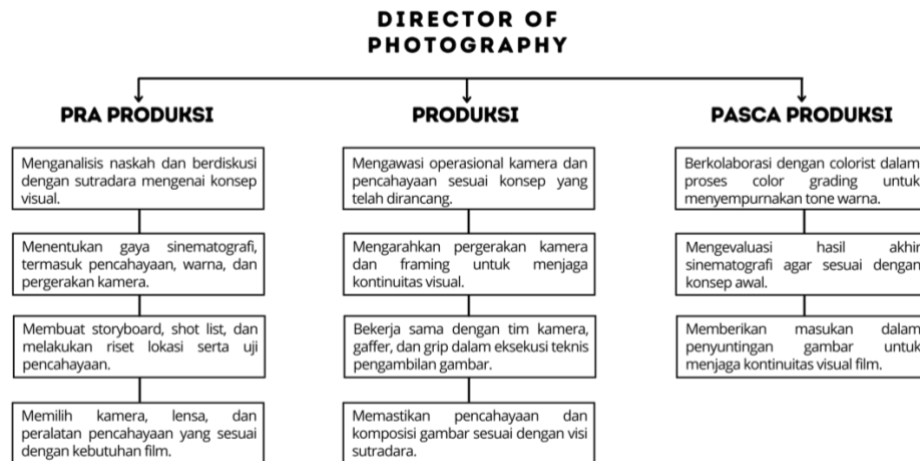 DIRECTOR OF
PHOTOGRAPHY
PRA PRODUKSI
Menganalisis naskah dan berdiskusi
dengan sutradara mengenai konsep
visual.
Menentukan gaya sinematografi,
termasuk pencahayaan, warna, dan
pergerakan kamera.
Membuat storyboard, shot list, dan
melakukan riset lokasi serta uji
pencahayaan.
Memilih kamera, lensa, dan
peralatan pencahayaan yang sesuai
dengan kebutuhan film.
PRODUKSI
Mengawasi operasional kamera dan
pencahayaan sesuai konsep yang
telah dirancang.
Mengarahkan pergerakan kamera
dan framing untuk menjaga
kontinuitas visual.
Bekerja sama dengan tim kamera,
gaffer, dan grip dalam eksekusi teknis
pengambilan gambar.
Memastikan pencahayaan dan
komposisi gambar sesuai dengan visi
sutradara.
PASCA PRODUKSI
Berkolaborasi dengan colorist dalam
proses color grading untuk
menyempurnakan tone warna.
Mengevaluasi hasil akhir
sinematografi agar sesuai dengan
konsep awal.
Memberikan masukan dalam
penyuntingan gambar untuk
menjaga kontinuitas visual film.